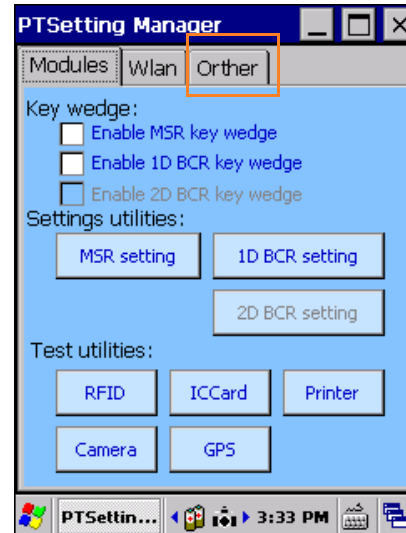 PTSetting Manager
Modules Wlan Orther
Key wedge:
Enable MSR key wedge
Enable 1D BCR key wedge
Enable 2D BCR key wedge
Settings utilities:
MSR setting 1D BCR setting
2D BCR setting
Test utilities:
RFID ICCard Printer
Camera GPS
PTSettin... 3:33 PM